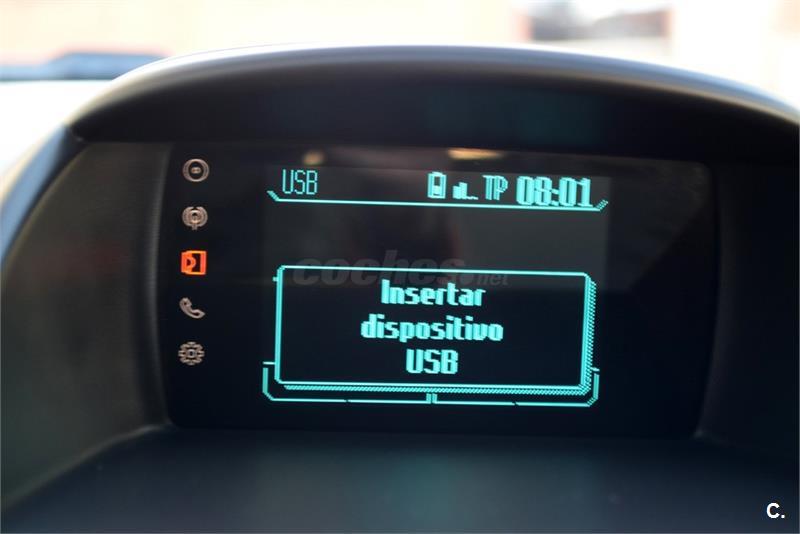 USB TP 08:01
coches.net
Insertar
dispositivo
USB
C.